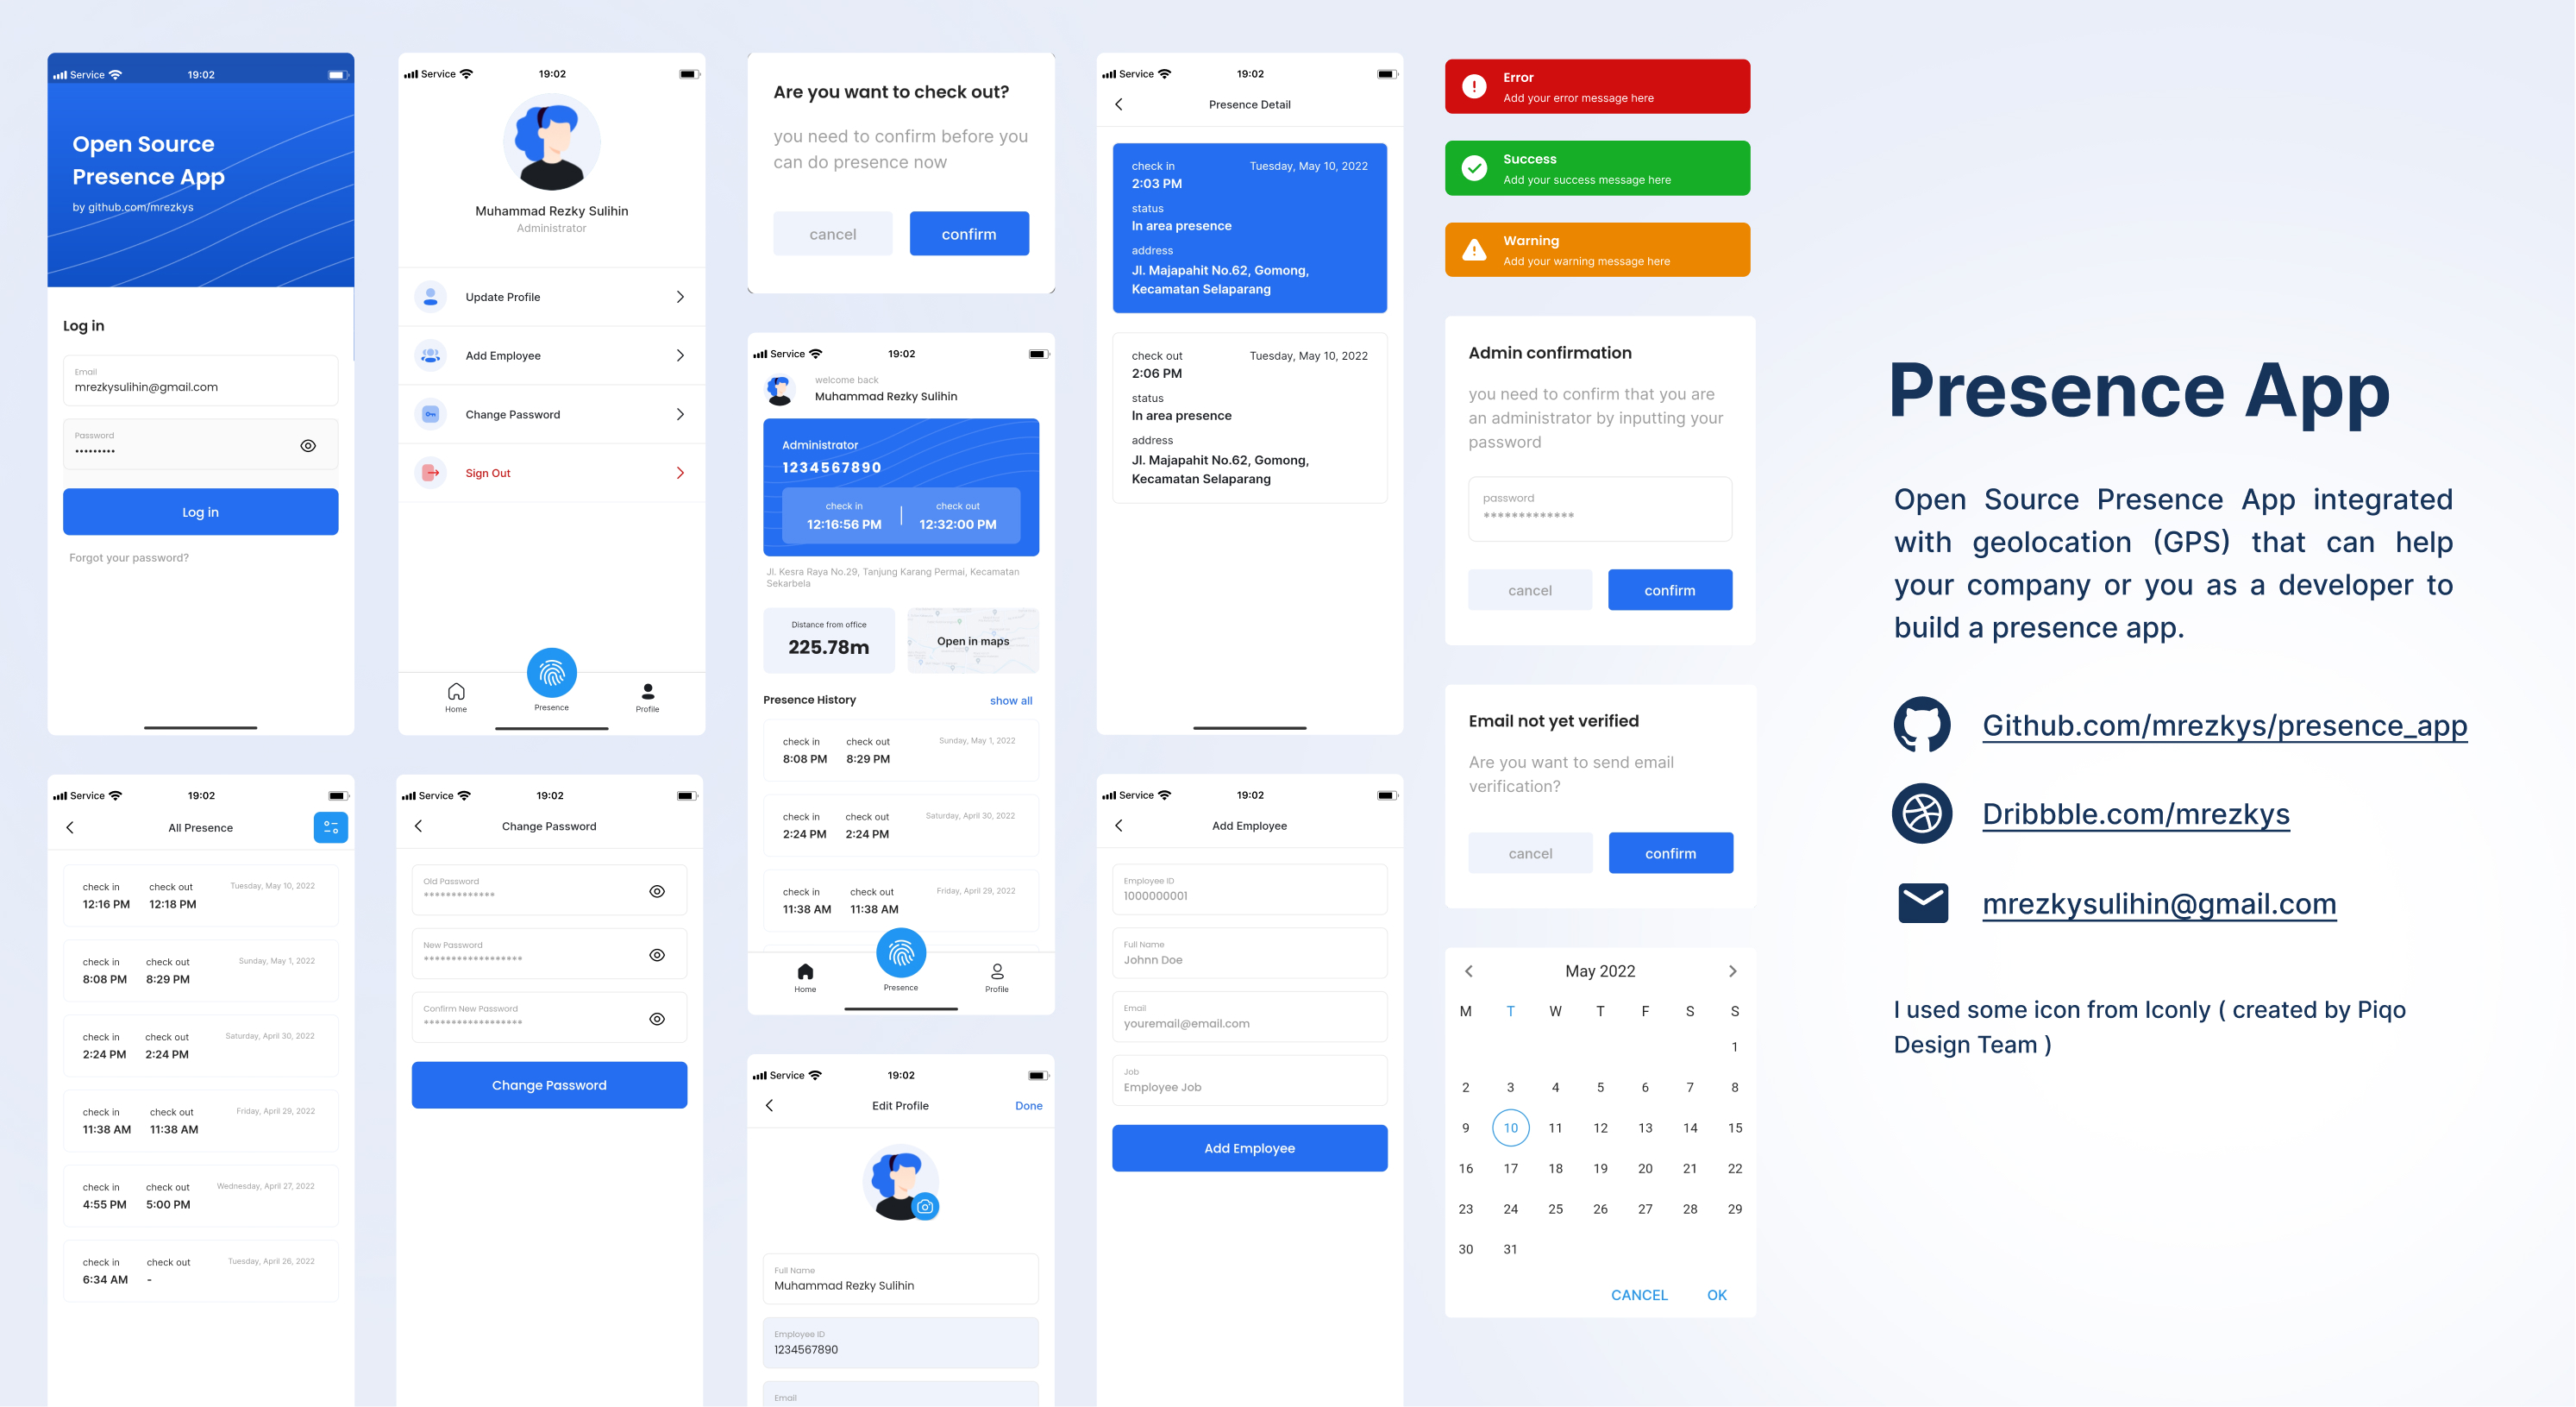 Service 19:02
Open Source
Presence App
by github.com/mrezkys
Log in
Email
mrezkysulihin@gmail.com
Password
•••••••••
Log in
Forgot your password?
Service 19:02
Muhammad Rezky Sulihin
Administrator
Update Profile
Add Employee
Change Password
Sign Out
Home
Presence
Profile
Are you want to check out?
you need to confirm before you
can do presence now
cancel confirm
Service 19:02
welcome back
Muhammad Rezky Sulihin
Administrator
1234567890
check in check out
12:16:56 PM 12:32:00 PM
Jl. Kesra Raya No.29, Tanjung Karang Permai, Kecamatan
Sekarbela
Distance from office
225.78m
Open in maps
Presence History show all
check in check out Sunday, May 1, 2022
8:08 PM 8:29 PM
check in check out Saturday, April 30, 2022
2:24 PM 2:24 PM
check in check out Friday, April 29, 2022
11:38 AM 11:38 AM
Home
Presence
Profile
Service 19:02
Presence Detail
check in Tuesday, May 10, 2022
2:03 PM
status
In area presence
address
Jl. Majapahit No.62, Gomong,
Kecamatan Selaparang
check out Tuesday, May 10, 2022
2:06 PM
status
In area presence
address
Jl. Majapahit No.62, Gomong,
Kecamatan Selaparang
Error
Add your error message here
Success
Add your success message here
Warning
Add your warning message here
Admin confirmation
you need to confirm that you are
an administrator by inputting your
password
password
*************
cancel confirm
Email not yet verified
Are you want to send email
verification?
cancel confirm
May 2022
M T W T F S S
1
2 3 4 5 6 7 8
9 10 11 12 13 14 15
16 17 18 19 20 21 22
23 24 25 26 27 28 29
30 31
CANCEL OK
Service 19:02
All Presence
check in check out Tuesday, May 10, 2022
12:16 PM 12:18 PM
check in check out Sunday, May 1, 2022
8:08 PM 8:29 PM
check in check out Saturday, April 30, 2022
2:24 PM 2:24 PM
check in check out Friday, April 29, 2022
11:38 AM 11:38 AM
check in check out Wednesday, April 27, 2022
4:55 PM 5:00 PM
check in check out Tuesday, April 26, 2022
6:34 AM -
Service 19:02
Change Password
Old Password
*************
New Password
******************
Confirm New Password
******************
Change Password
Service 19:02
Edit Profile Done
Full Name
Muhammad Rezky Sulihin
Employee ID
1234567890
Email
Service 19:02
Add Employee
Employee ID
1000000001
Full Name
Johnn Doe
Email
youremail@email.com
Job
Employee Job
Add Employee
Presence App
Open Source Presence App integrated
with geolocation (GPS) that can help
your company or you as a developer to
build a presence app.
Github.com/mrezkys/presence_app
Dribbble.com/mrezkys
mrezkysulihin@gmail.com
I used some icon from Iconly ( created by Piqo
Design Team )